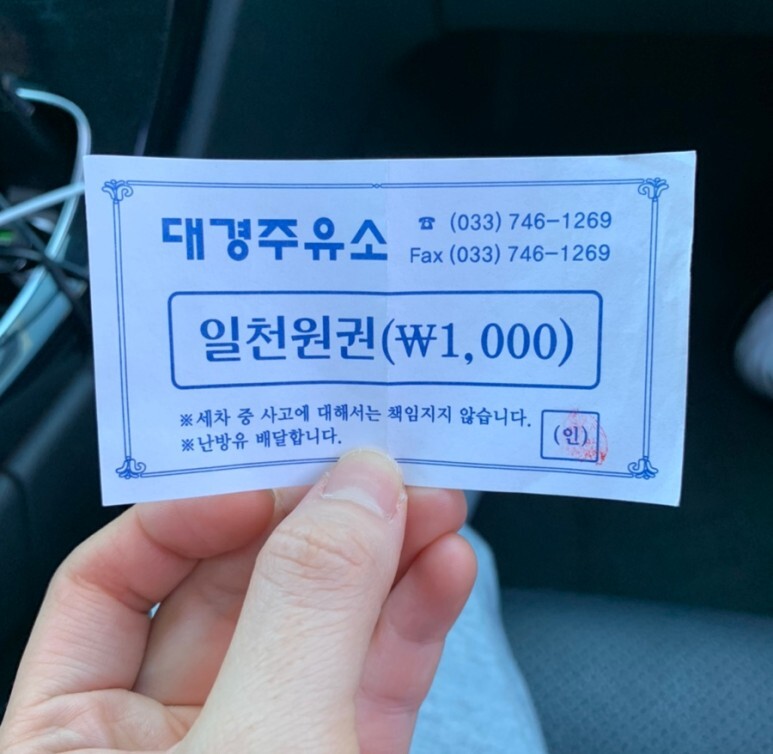 대경주유소
☎ (033) 746-1269
Fax (033) 746-1269
일천원권(₩1,000)
※세차 중 사고에 대해서는 책임지지 않습니다.
※난방유 배달합니다.
(인)